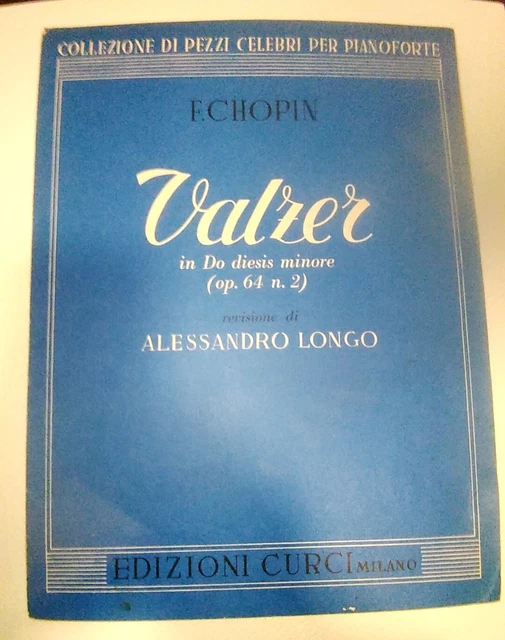 COLLEZIONE DI PEZZI CELEBRI PER PIANOFORTE
F. CHOPIN
Valzer
in Do diesis minore
(op. 64 n. 2)
revisione di
ALESSANDRO LONGO
EDIZIONI CURCI MILANO